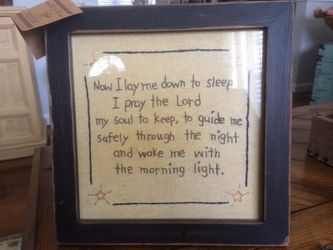 Now I lay me down to sleep
I pray the Lord
my soul to keep, to guide me
safely through the night
and wake me with
the morning light.